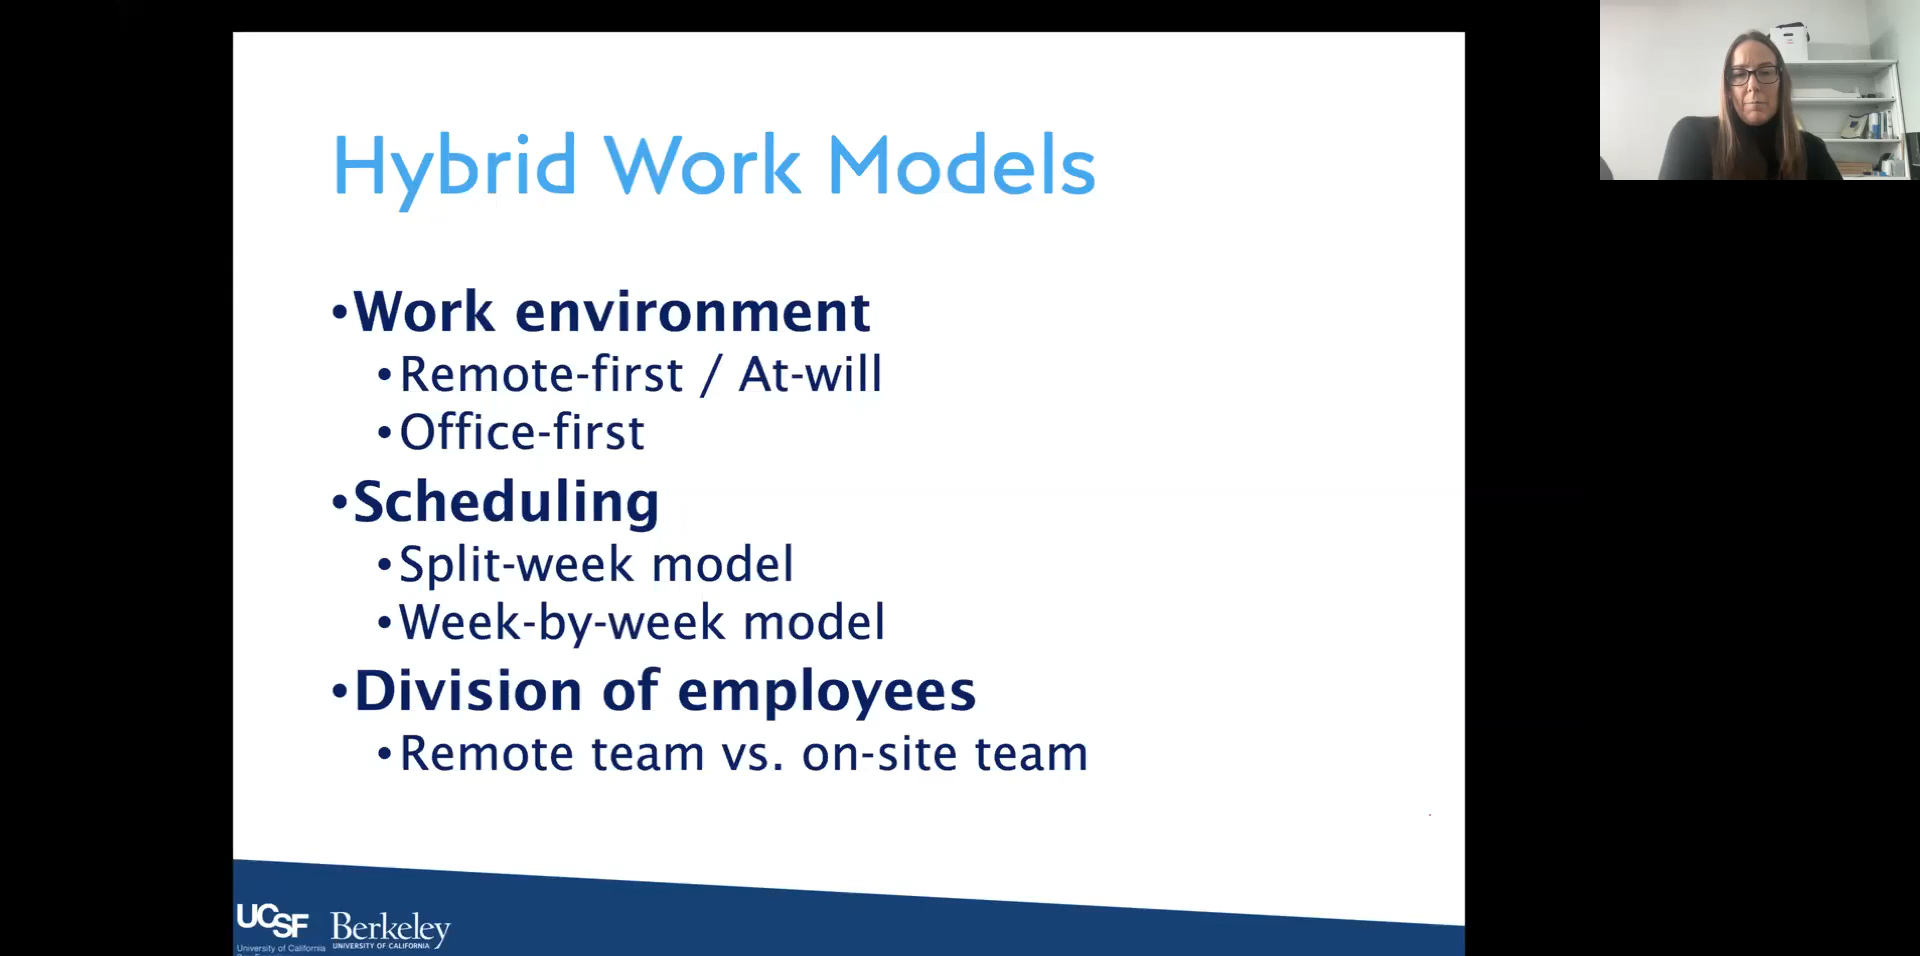 Hybrid Work Models
•Work environment
•Remote-first / At-will
•Office-first
•Scheduling
•Split-week model
•Week-by-week model
•Division of employees
•Remote team vs. on-site team
UCSF
University of California
Berkeley
UNIVERSITY OF CALIFORNIA